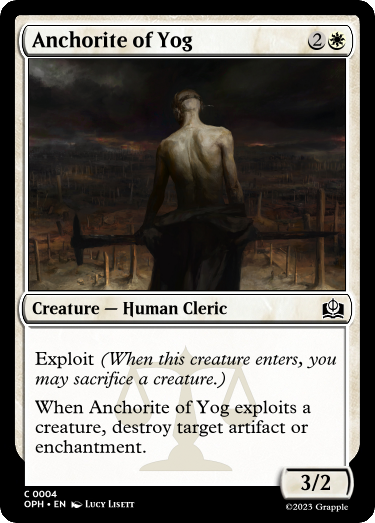 Anchorite of Yog 2
Creature — Human Cleric
Exploit (When this creature enters, you
may sacrifice a creature.)
When Anchorite of Yog exploits a
creature, destroy target artifact or
enchantment.
3/2
C 0004
OPH • EN Lucy Lisett
©2023 Grapple